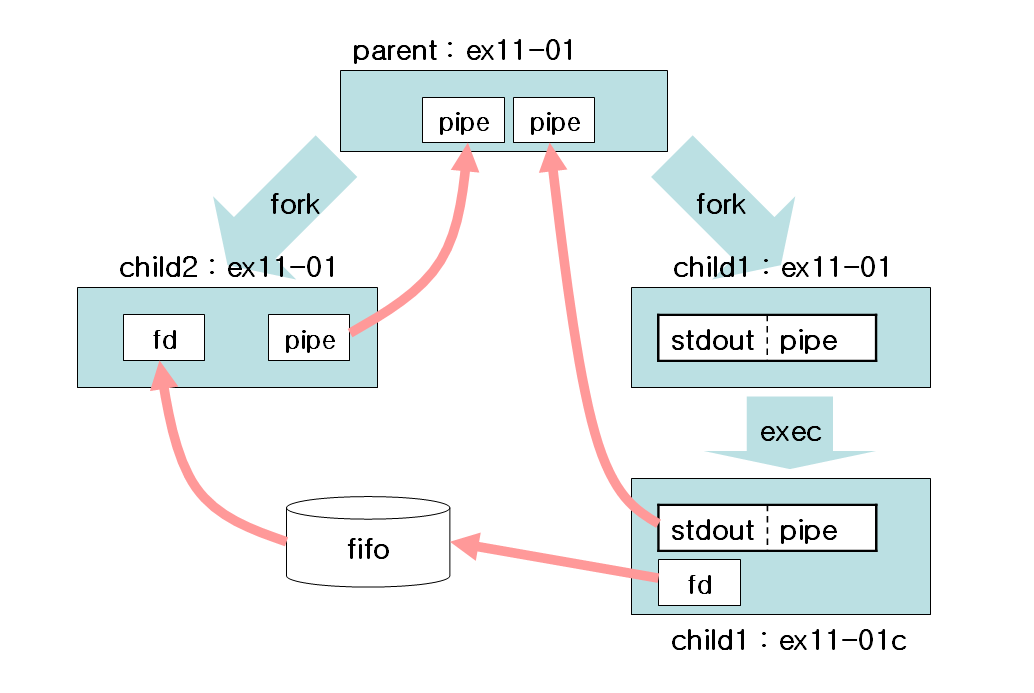 parent : ex11-01
pipe pipe
fork fork
child2 : ex11-01 child1 : ex11-01
fd pipe stdout pipe
exec
stdout pipe
fifo
fd
child1 : ex11-01c